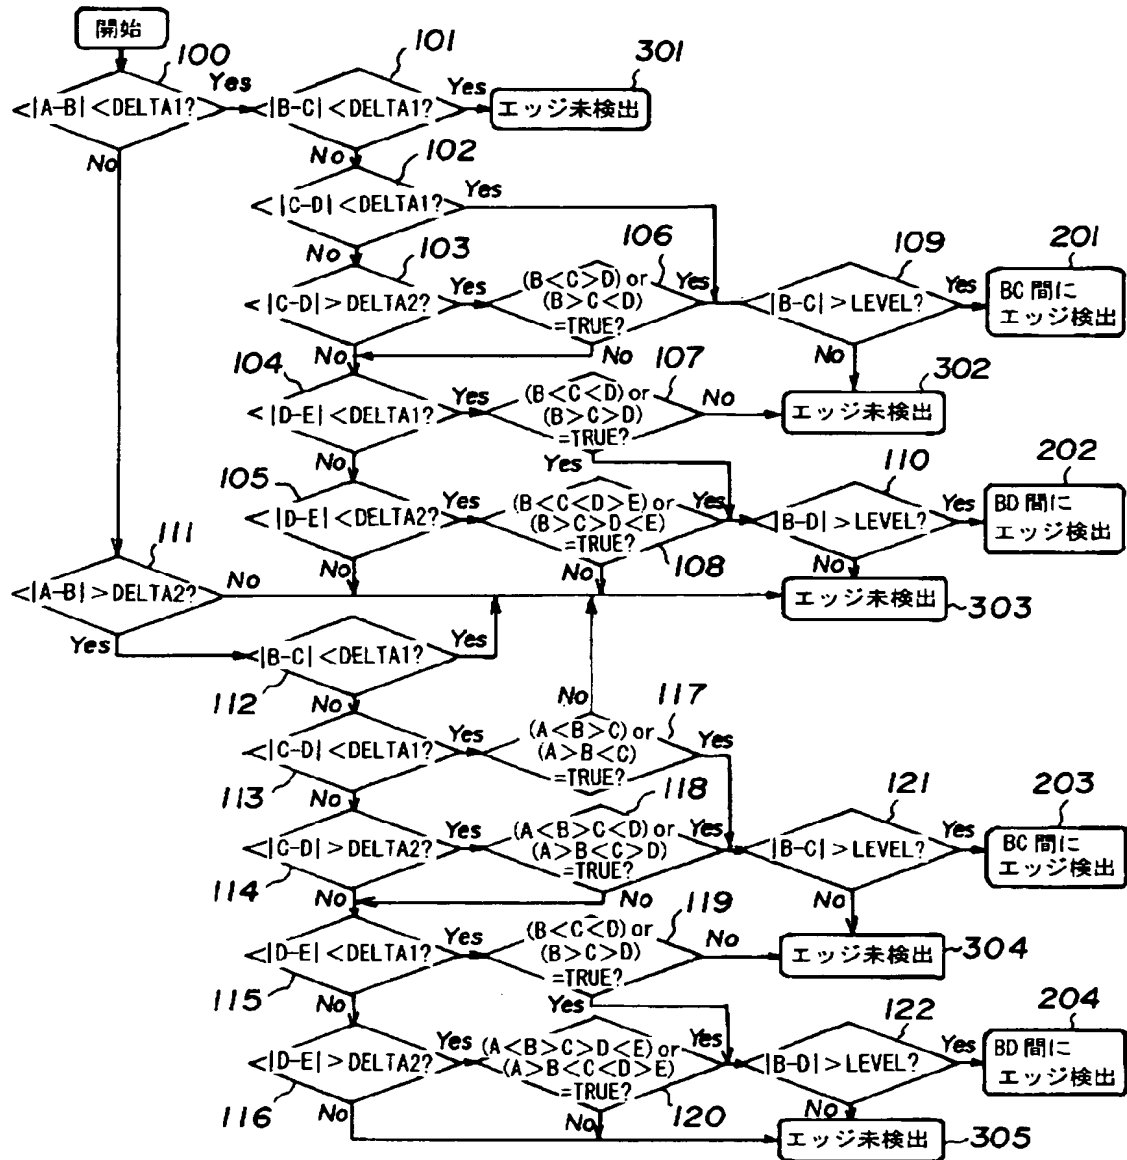 開始
100
<|A-B|<DELTA1?
Yes
No
101
|B-C|<DELTA1?
Yes
No
301
エッジ未検出
102
<|C-D|<DELTA1?
Yes
No
103
<|C-D|>DELTA2?
Yes
No
106
(B<C>D) or
(B>C<D)
=TRUE?
Yes
No
109
|B-C|>LEVEL?
Yes
No
201
BC間に
エッジ検出
104
<|D-E|<DELTA1?
Yes
No
107
(B<C<D) or
(B>C>D)
=TRUE?
No
Yes
302
エッジ未検出
105
<|D-E|<DELTA2?
Yes
No
(B<C<D>E) or
(B>C>D<E)
=TRUE?
Yes
No
108
110
|B-D|>LEVEL?
Yes
No
202
BD間に
エッジ検出
111
<|A-B|>DELTA2?
No
Yes
エッジ未検出
303
|B-C|<DELTA1?
Yes
No
112
<|C-D|<DELTA1?
Yes
No
113
117
(A<B>C) or
(A>B<C)
=TRUE?
No
Yes
<|C-D|>DELTA2?
Yes
No
114
118
(A<B>C<D) or
(A>B<C>D)
=TRUE?
Yes
No
121
|B-C|>LEVEL?
Yes
No
203
BC間に
エッジ検出
<|D-E|<DELTA1?
Yes
No
115
119
(B<C<D) or
(B>C>D)
=TRUE?
No
Yes
エッジ未検出
304
<|D-E|>DELTA2?
Yes
No
116
(A<B>C>D<E) or
(A>B<C<D>E)
=TRUE?
Yes
No
120
122
|B-D|>LEVEL?
Yes
No
204
BD間に
エッジ検出
エッジ未検出
305